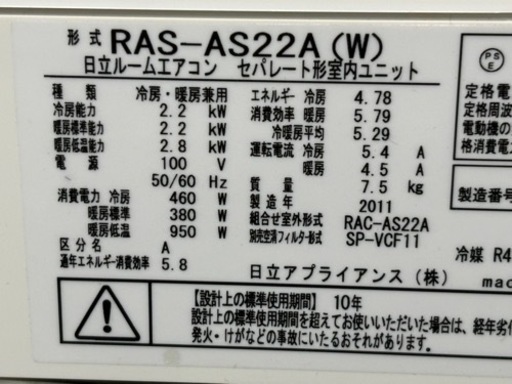 形式 RAS-AS22A(W)
日立ルームエアコン セパレート形室内ユニット
種類 冷房・暖房兼用
冷房能力 2.2 kW
暖房標準能力 2.2 kW
暖房低温能力 2.8 kW
電源 100 V
50/60 Hz
消費電力 冷房 460 W
暖房標準 380 W
暖房低温 950 W
区分名 A
通年エネルギー消費効率 5.8
エネルギー 冷房 4.78
消費効率 暖房 5.79
冷暖房平均 5.29
運転電流 冷房 5.4 A
暖房 4.5 A
質量 7.5 kg
製造年 2011
組合せ室外形式 RAC-AS22A
別売空清フィルター形式 SP-VCF11
日立アプライアンス(株)
PS
E
定格電
定格周波
電動機の
格消費電
製造番号
冷媒 R4
mad
【設計上の標準使用期間】 10年
設計上の標準使用期間を超えてお使いいただいた場合は、経年劣化
発火・けがなどの事故にいたるおそれがあります。